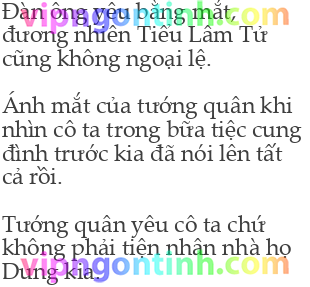 Đàn ông yêu bằng mắt,
vipngontinh.com
đương nhiên Tiểu Lâm Tử
cũng không ngoại lệ.
Ánh mắt của tướng quân khi
nhìn cô ta trong bữa tiệc cung
đình trước kia đã nói lên tất
cả rồi.
Tướng quân yêu cô ta chứ
không phải tiện nhân nhà họ
Dung kia.
vipngontinh.com